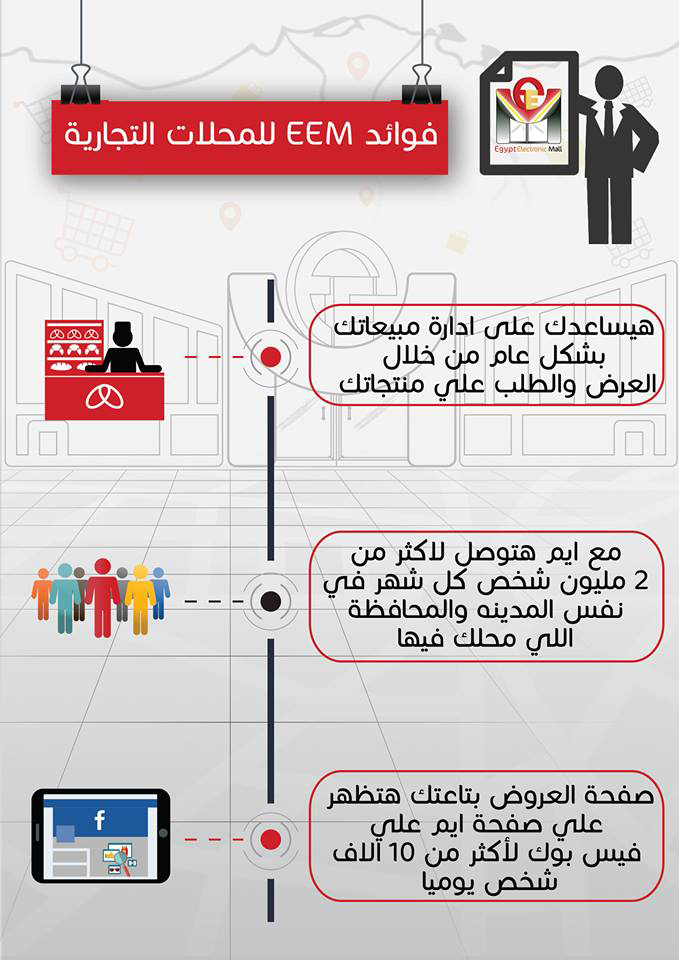 فوائد EEM للمحلات التجارية
EE
Egypt Electronic Mall
هيساعدك على ادارة مبيعاتك
بشكل عام من خلال
العرض والطلب علي منتجاتك
مع ايم هتوصل لاكثر من
2 مليون شخص كل شهر في
نفس المدينه والمحافظة
اللي محلك فيها
صفحة العروض بتاعتك هتظهر
علي صفحة ايم علي
فيس بوك لأكثر من 10 الاف
شخص يوميا
f